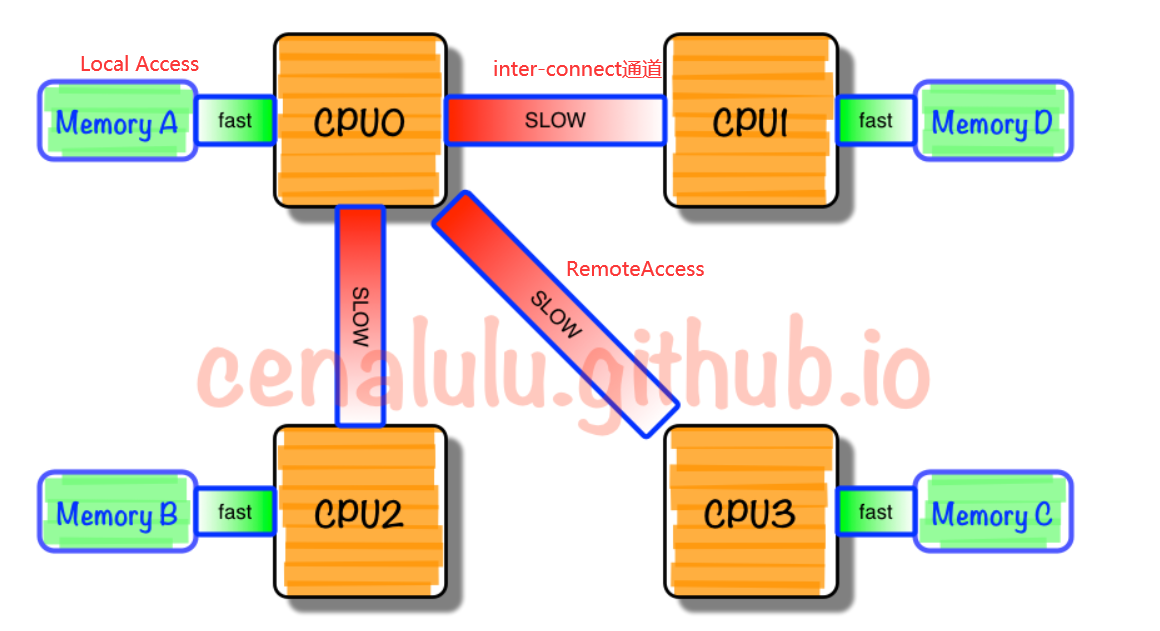 Local Access
inter-connect通道
Memory A
fast
CPU0
SLOW
CPU1
fast
Memory D
RemoteAccess
SLOW
SLOW
cenalulu.github.io
Memory B
fast
CPU2
CPU3
fast
Memory C